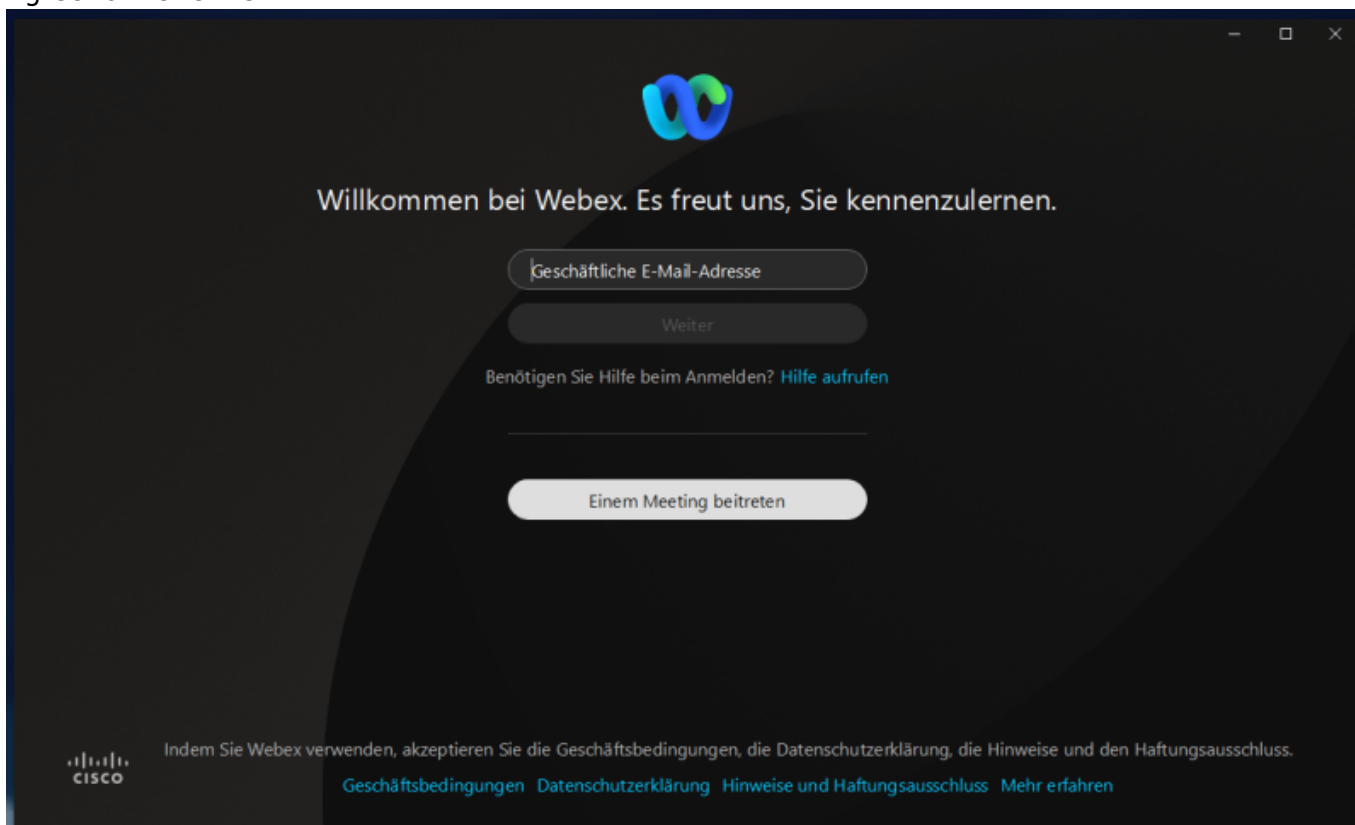 Willkommen bei Webex. Es freut uns, Sie kennenzulernen.
Geschäftliche E-Mail-Adresse
Weiter
Benötigen Sie Hilfe beim Anmelden? Hilfe aufrufen
Einem Meeting beitreten
Indem Sie Webex verwenden, akzeptieren Sie die Geschäftsbedingungen, die Datenschutzerklärung, die Hinweise und den Haftungsausschluss.
CISCO
Geschäftsbedingungen Datenschutzerklärung Hinweise und Haftungsausschluss Mehr erfahren